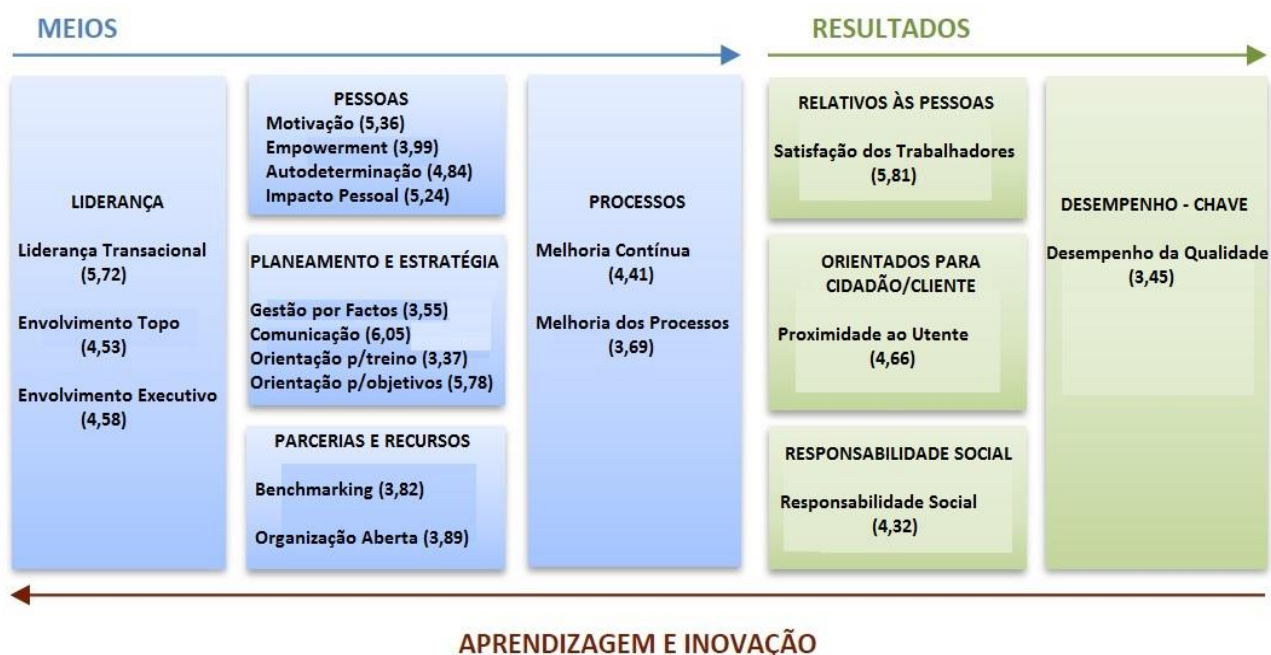 MEIOS
RESULTADOS
LIDERANÇA
Liderança Transacional
(5,72)
Envolvimento Topo
(4,53)
Envolvimento Executivo
(4,58)
PESSOAS
Motivação (5,36)
Empowerment (3,99)
Autodeterminação (4,84)
Impacto Pessoal (5,24)
PLANEAMENTO E ESTRATÉGIA
Gestão por Factos (3,55)
Comunicação (6,05)
Orientação p/treino (3,37)
Orientação p/objetivos (5,78)
PARCERIAS E RECURSOS
Benchmarking (3,82)
Organização Aberta (3,89)
PROCESSOS
Melhoria Contínua
(4,41)
Melhoria dos Processos
(3,69)
RELATIVOS ÀS PESSOAS
Satisfação dos Trabalhadores
(5,81)
ORIENTADOS PARA
CIDADÃO/CLIENTE
Proximidade ao Utente
(4,66)
RESPONSABILIDADE SOCIAL
Responsabilidade Social
(4,32)
DESEMPENHO - CHAVE
Desempenho da Qualidade
(3,45)
APRENDIZAGEM E INOVAÇÃO